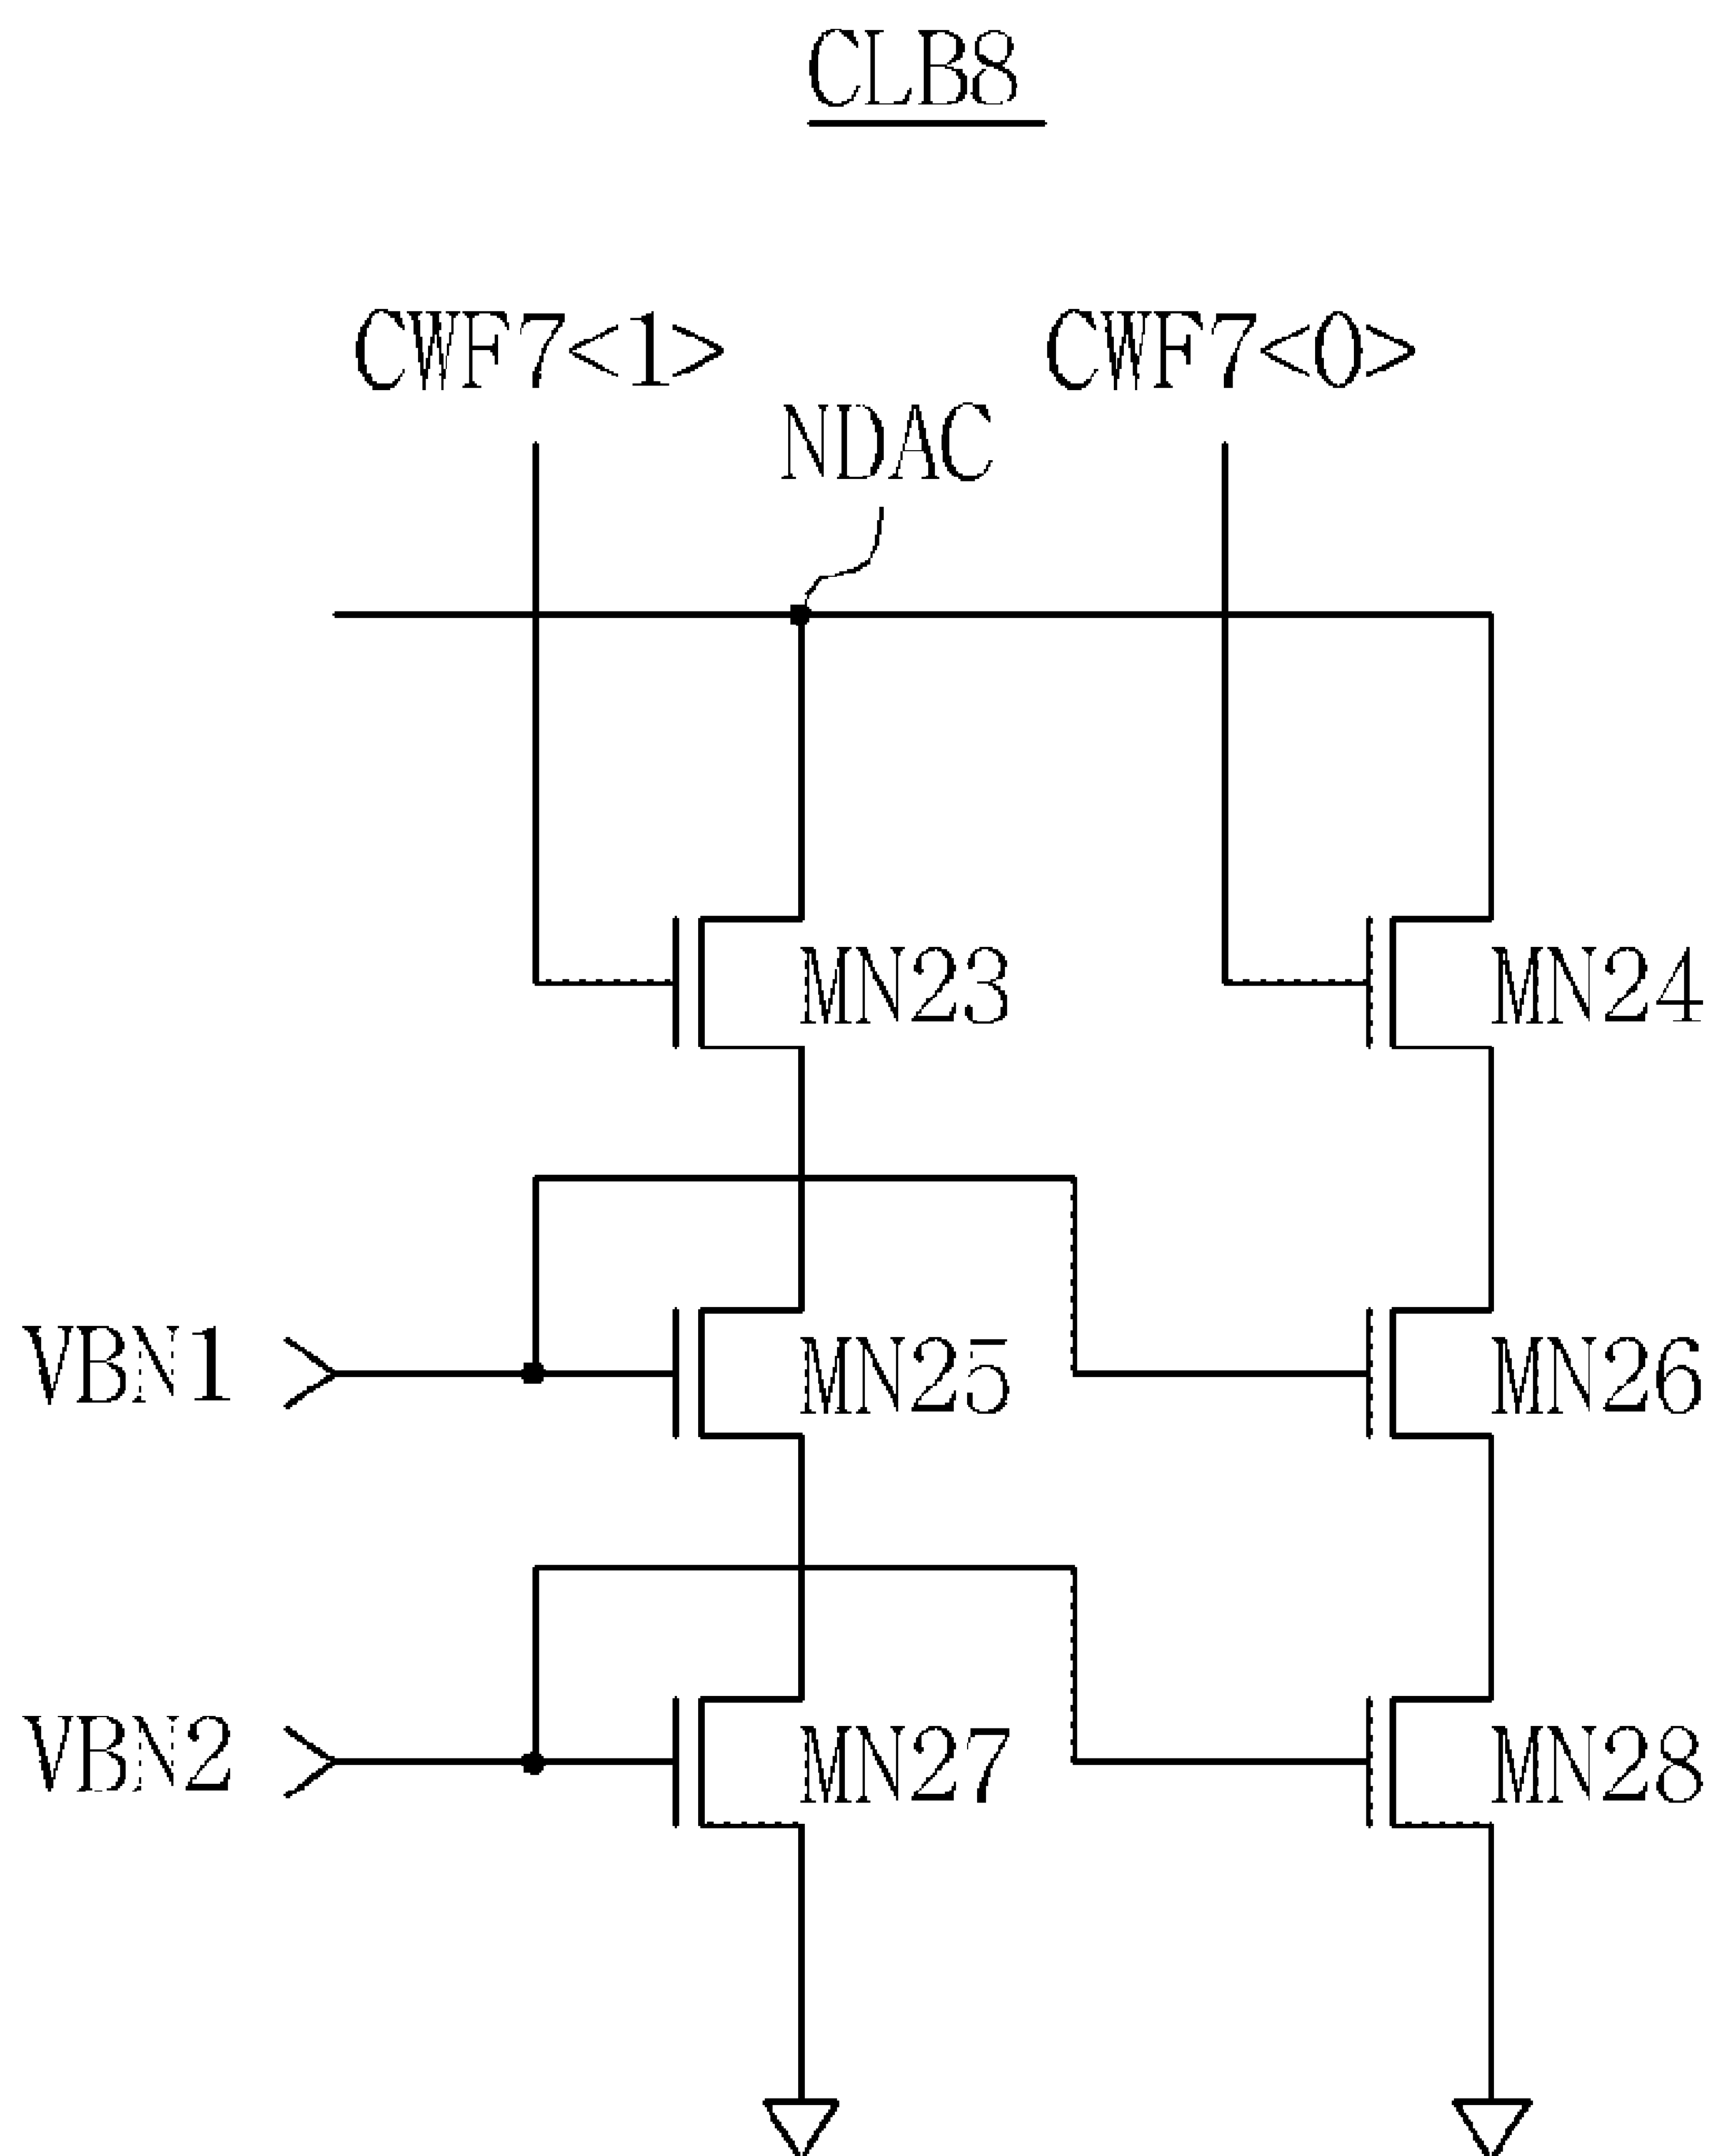 CLB8
CWF7<1> CWF7<0>
NDAC
MN23 MN24
VBN1 MN25 MN26
VBN2 MN27 MN28